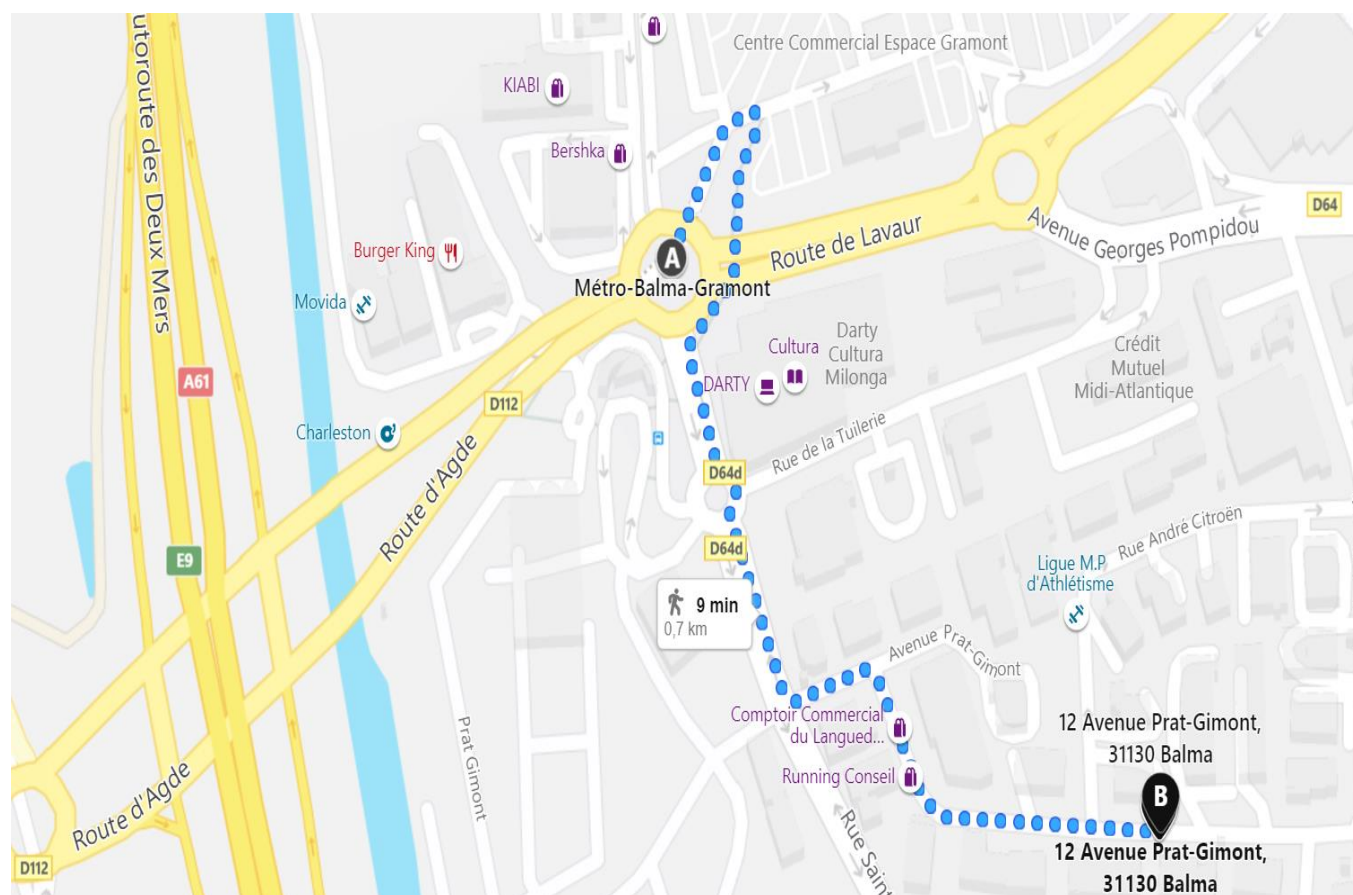 utoroute des Deux Mers
KIABI
Centre Commercial Espace Gramont
Bershka
D64
Avenue Georges Pompidou
Route de Lavaur
Burger King
A
Métro-Balma-Gramont
Movida
Darty
Cultura
Milonga
Cultura
DARTY
Crédit
Mutuel
Midi-Atlantique
A61
D112
Charleston
Rue de la Tuilerie
D64d
Route d'Agde
Rue André Citroën
E9
D64d
Ligue M.P
d'Athlétisme
9 min
0,7 km
Avenue Prat-Gimont
Comptoir Commercial
du Langued...
Prat Gimont
12 Avenue Prat-Gimont,
31130 Balma
Running Conseil
B
Route d'Agde
Rue Saint
12 Avenue Prat-Gimont,
31130 Balma
D112